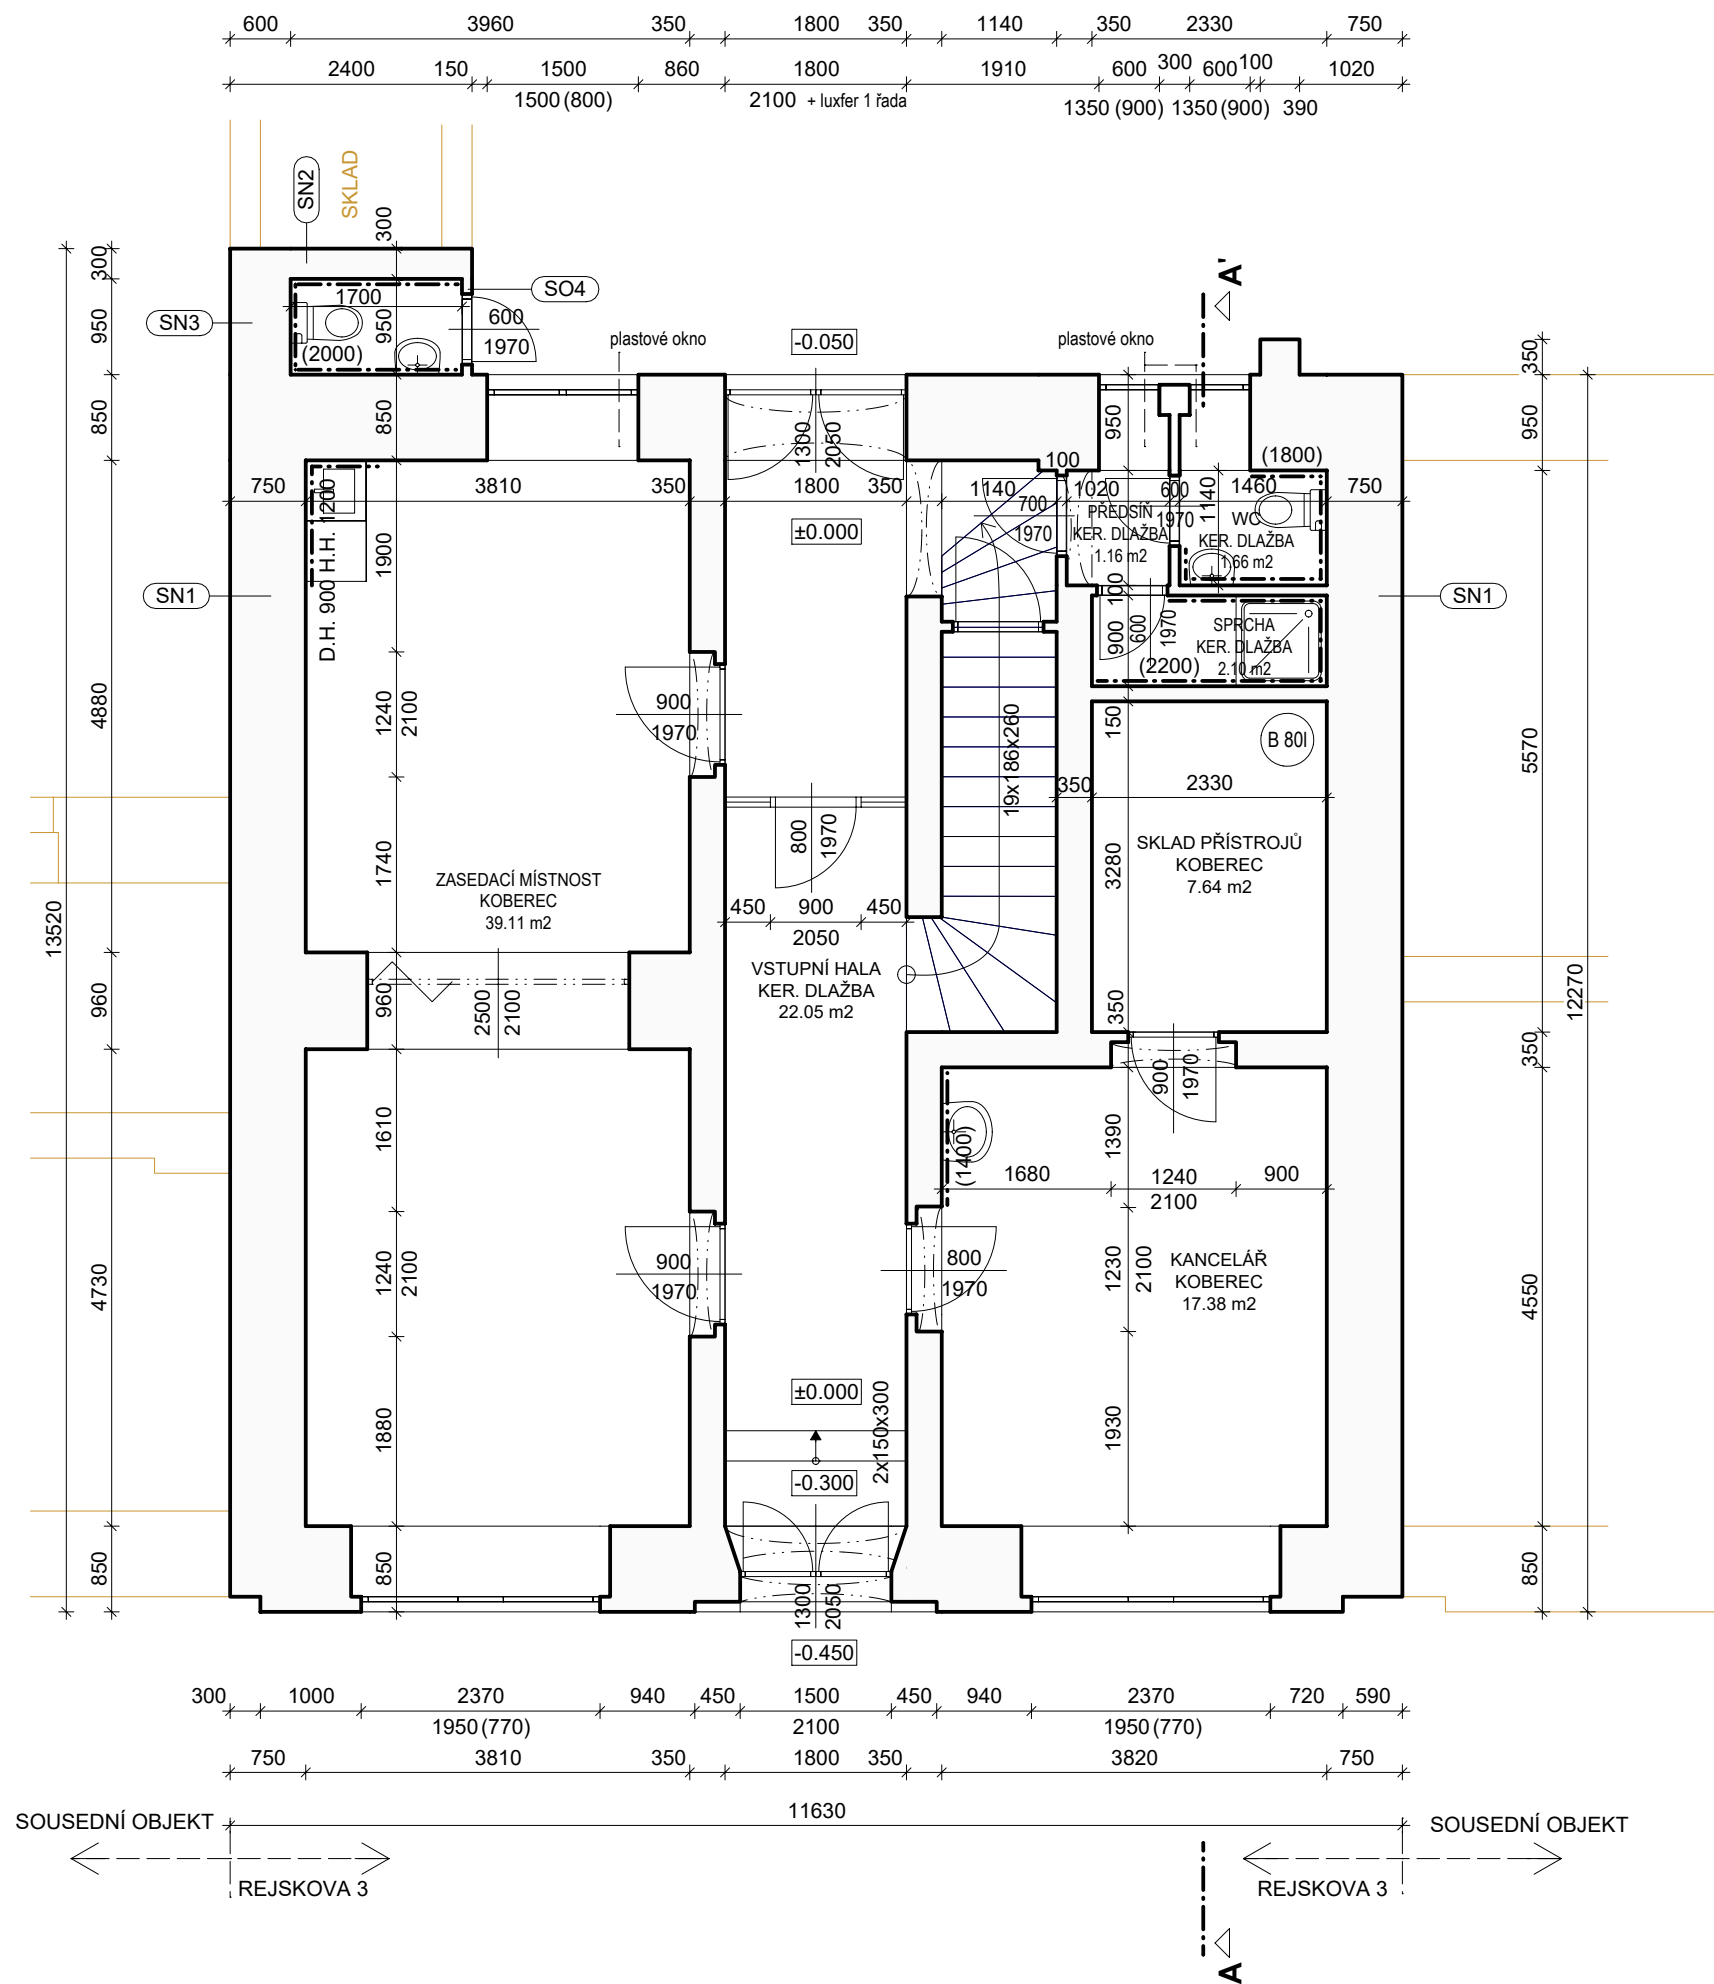 600 3960 350 1800 350 1140 350 2330 750
2400 150 1500 860 1800 1910 600 300 600 100 1020
1500 (800) 2100 + luxfer 1 řada 1350 (900) 1350 (900) 390
SN2
SKLAD
300
300
A'
SN3
SO4
1700
950
950
(2000)
600
1970
plastové okno
-0.050
plastové okno
350
850
850
1300
2050
950
950
100
(1800)
750 3810 350 1800 350 1140 1020 600 1460 750
D.H. 900 H.H. 1200
1900
±0.000
700
1970
PŘEDSÍŇ
KER. DLAŽBA
1.16 m2
1970
1140
WC
KER. DLAŽBA
1.66 m2
SN1
SN1
100
900
600
1970
SPRCHA
KER. DLAŽBA
2.10 m2
(2200)
4880
1240
2100
900
1970
150
B 80l
19x186x260
5570
350 2330
800
1970
1740
3280
SKLAD PŘÍSTROJŮ
KOBEREC
7.64 m2
ZASEDACÍ MÍSTNOST
KOBEREC
39.11 m2
450 900 450
2050
13520
VSTUPNÍ HALA
KER. DLAŽBA
22.05 m2
960
960
2500
2100
350
12270
350
900
1970
1610
1390
(1400)
1680 1240 900
2100
4730
1240
2100
900
1970
800
1970
1230
2100
KANCELÁŘ
KOBEREC
17.38 m2
4550
1880
±0.000
2x150x300
1930
-0.300
850
850
1300
2050
850
-0.450
300 1000 2370 940 450 1500 450 940 2370 720 590
1950 (770) 2100 1950 (770)
750 3810 350 1800 350 3820 750
11630
SOUSEDNÍ OBJEKT
SOUSEDNÍ OBJEKT
REJSKOVA 3
REJSKOVA 3
A